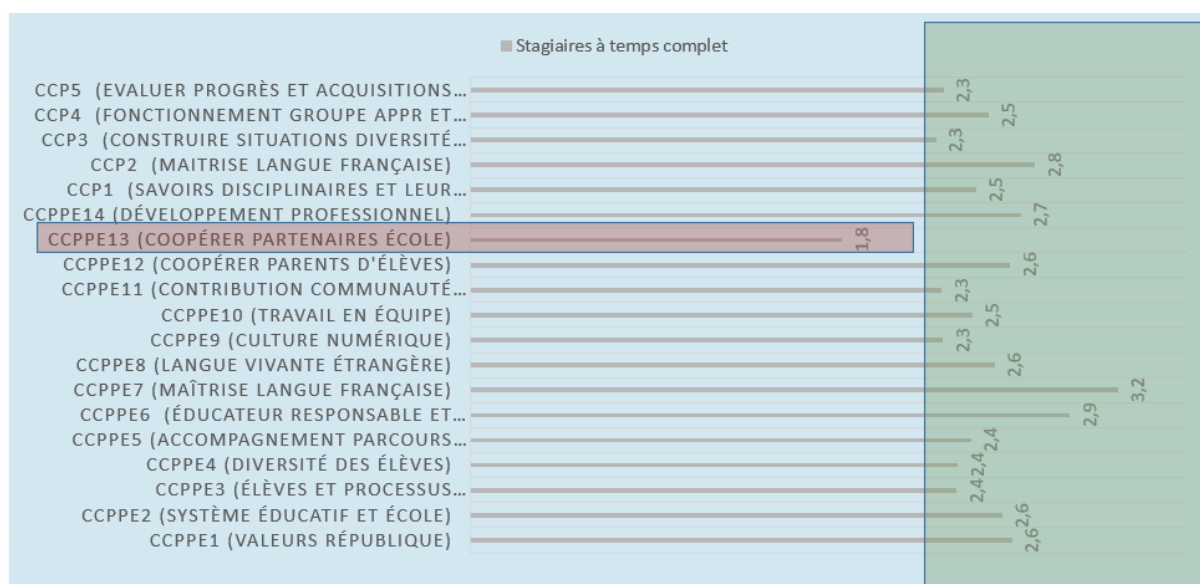 Stagiaires à temps complet
CCP5 (EVALUER PROGRÈS ET ACQUISITIONS... 2,3
CCP4 (FONCTIONNEMENT GROUPE APPR ET... 2,5
CCP3 (CONSTRUIRE SITUATIONS DIVERSITÉ... 2,3
CCP2 (MAITRISE LANGUE FRANÇAISE) 2,8
CCP1 (SAVOIRS DISCIPLINAIRES ET LEUR... 2,5
CCPPE14 (DÉVELOPPEMENT PROFESSIONNEL) 2,7
CCPPE13 (COOPÉRER PARTENAIRES ÉCOLE) 1,8
CCPPE12 (COOPÉRER PARENTS D'ÉLÈVES) 2,6
CCPPE11 (CONTRIBUTION COMMUNAUTÉ... 2,3
CCPPE10 (TRAVAIL EN ÉQUIPE) 2,5
CCPPE9 (CULTURE NUMÉRIQUE) 2,3
CCPPE8 (LANGUE VIVANTE ÉTRANGÈRE) 2,6
CCPPE7 (MAÎTRISE LANGUE FRANÇAISE) 3,2
CCPPE6 (ÉDUCATEUR RESPONSABLE ET... 2,9
CCPPE5 (ACCOMPAGNEMENT PARCOURS... 2,4
CCPPE4 (DIVERSITÉ DES ÉLÈVES) 2,4
CCPPE3 (ÉLÈVES ET PROCESSUS... 2,4
CCPPE2 (SYSTÈME ÉDUCATIF ET ÉCOLE) 2,6
CCPPE1 (VALEURS RÉPUBLIQUE) 2,6